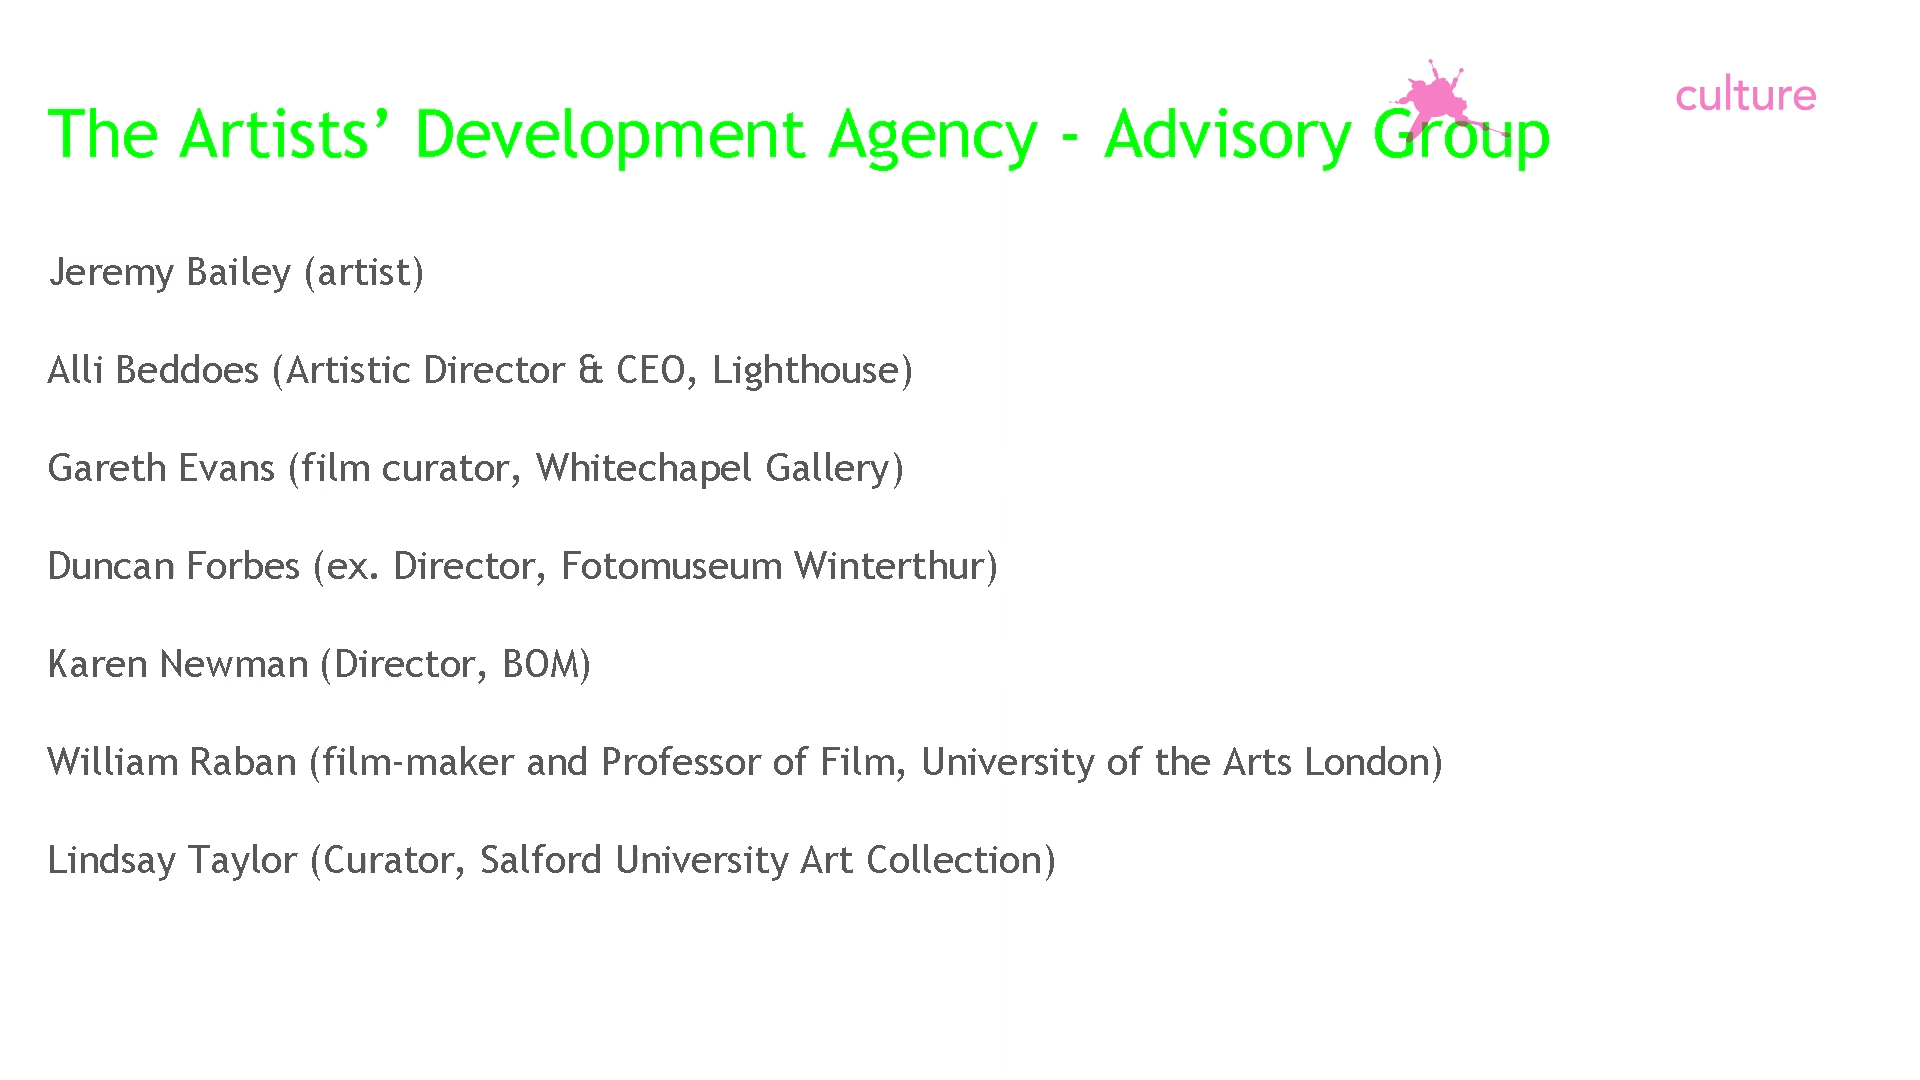 culture
The Artists’ Development Agency - Advisory Group
Jeremy Bailey (artist)
Alli Beddoes (Artistic Director & CEO, Lighthouse)
Gareth Evans (film curator, Whitechapel Gallery)
Duncan Forbes (ex. Director, Fotomuseum Winterthur)
Karen Newman (Director, BOM)
William Raban (film-maker and Professor of Film, University of the Arts London)
Lindsay Taylor (Curator, Salford University Art Collection)